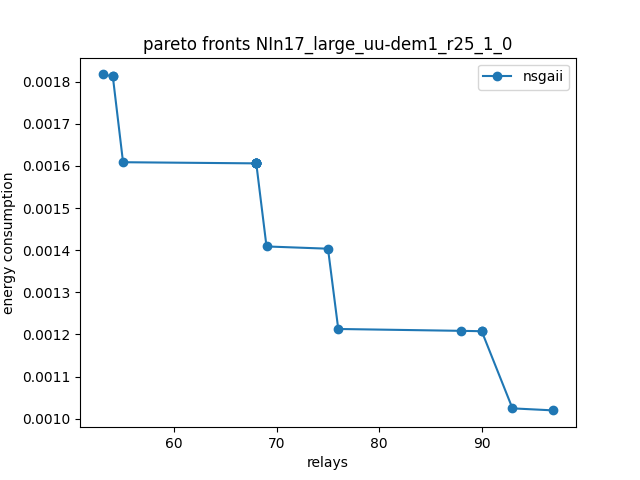 pareto fronts NIn17_large_uu-dem1_r25_1_0
nsgaii
energy consumption
0.0018
0.0017
0.0016
0.0015
0.0014
0.0013
0.0012
0.0011
0.0010
60 70 80 90
relays